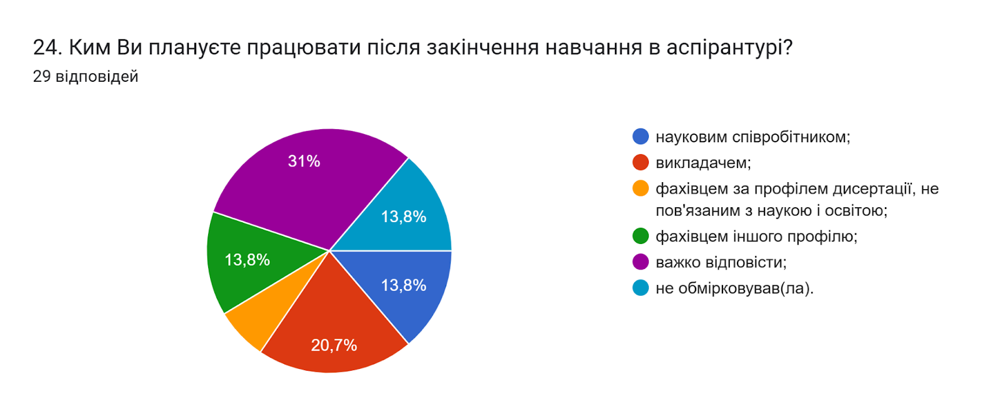 24. Ким Ви плануєте працювати після закінчення навчання в аспірантурі?
29 відповідей
31%
13,8%
13,8%
13,8%
20,7%
науковим співробітником;
викладачем;
фахівцем за профілем дисертації, не
пов'язаним з наукою і освітою;
фахівцем іншого профілю;
важко відповісти;
не обмірковував(ла).